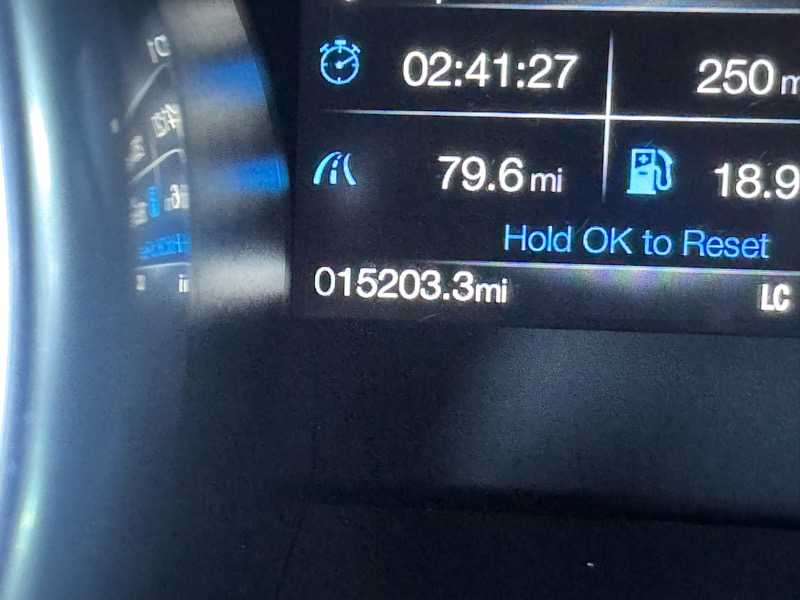 02:41:27 250 m
79.6 mi 18.9
Hold OK to Reset
015203.3mi LC